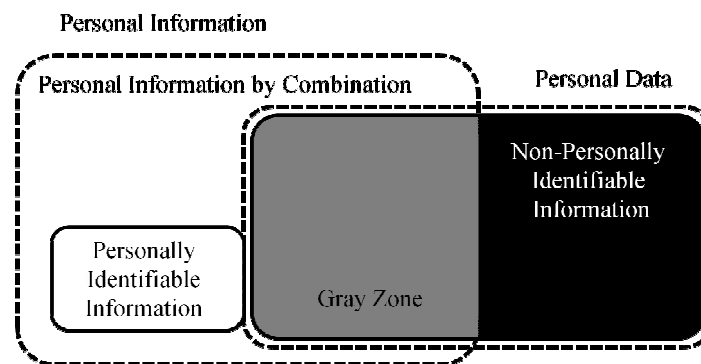 Personal Information
Personal Information by Combination
Personal Data
Non-Personally
Identifiable
Information
Personally
Identifiable
Information
Gray Zone